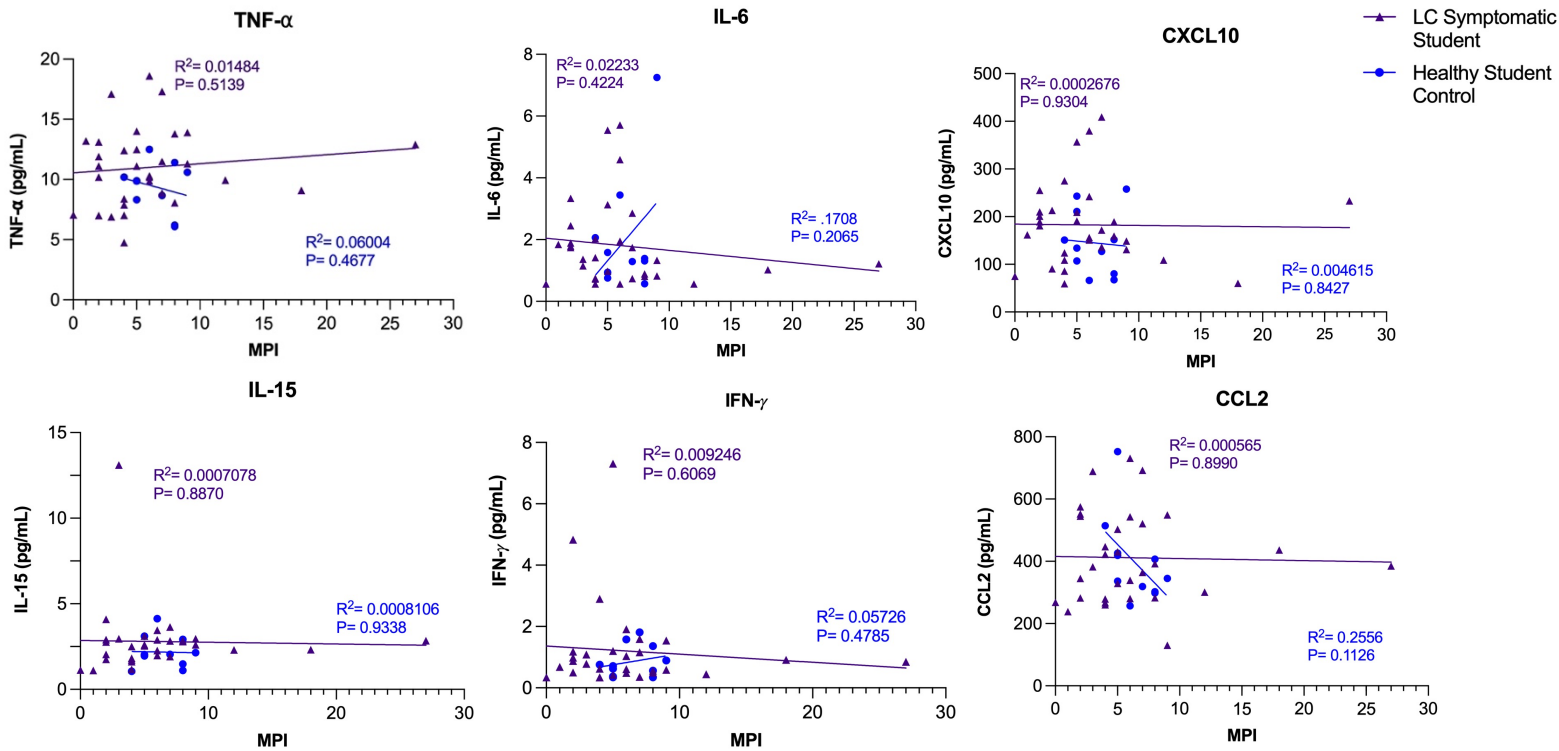 TNF-α
R²= 0.01484
P= 0.5139
20
15
10
5
0
TNF-α (pg/mL)
R²= 0.06004
P= 0.4677
0 5 10 15 20 25 30
MPI
IL-6
R²= 0.02233
P= 0.4224
8
6
4
2
0
IL-6 (pg/mL)
R²= .1708
P= 0.2065
0 5 10 15 20 25 30
MPI
CXCL10
R²= 0.0002676
P= 0.9304
500
400
300
200
100
0
CXCL10 (pg/mL)
R²= 0.004615
P= 0.8427
0 5 10 15 20 25 30
MPI
LC Symptomatic
Student
Healthy Student
Control
IL-15
R²= 0.0007078
P= 0.8870
15
10
5
0
IL-15 (pg/mL)
R²= 0.0008106
P= 0.9338
0 10 20 30
MPI
IFN-γ
R²= 0.009246
P= 0.6069
8
6
4
2
0
IFN-γ (pg/mL)
R²= 0.05726
P= 0.4785
0 5 10 15 20 25 30
MPI
CCL2
R²= 0.000565
P= 0.8990
800
600
400
200
0
CCL2 (pg/mL)
R²= 0.2556
P= 0.1126
0 5 10 15 20 25 30
MPI